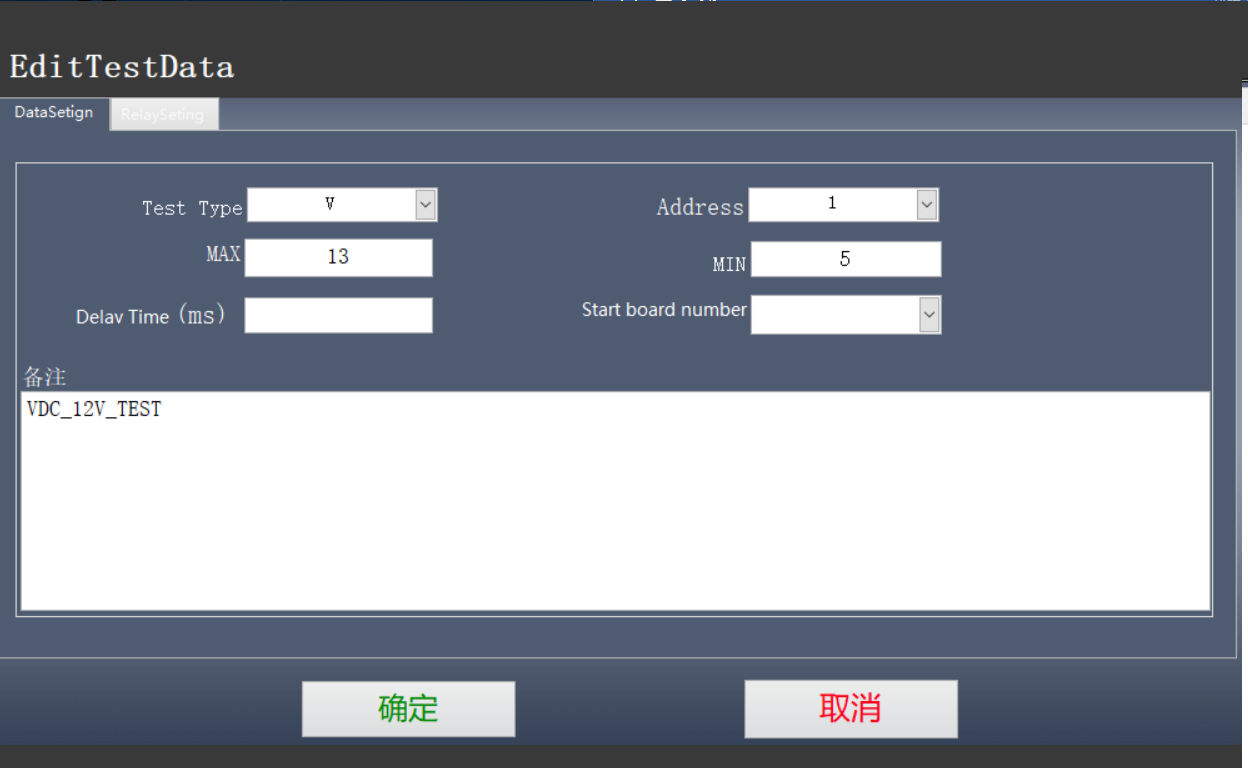 EditTestData
DataSetign RelaySeting
Test Type V Address 1
MAX 13 MIN 5
Delav Time (ms) Start board number
备注
VDC_12V_TEST
确定 取消